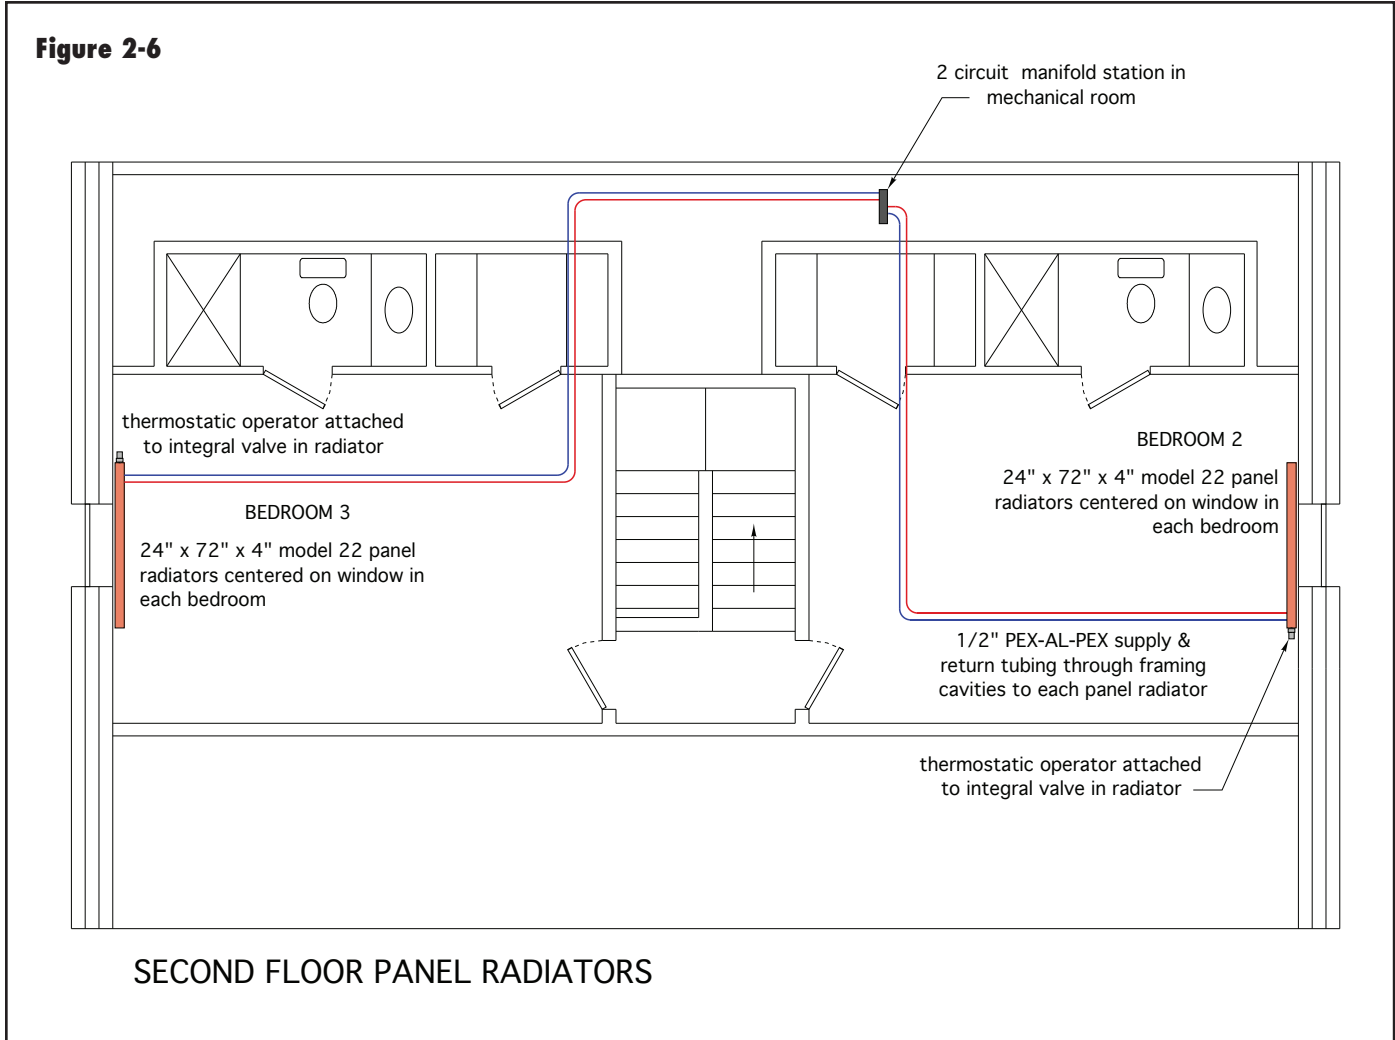 Figure 2-6
2 circuit manifold station in
mechanical room
thermostatic operator attached
to integral valve in radiator
BEDROOM 3
24" x 72" x 4" model 22 panel
radiators centered on window in
each bedroom
BEDROOM 2
24" x 72" x 4" model 22 panel
radiators centered on window in
each bedroom
1/2" PEX-AL-PEX supply &
return tubing through framing
cavities to each panel radiator
thermostatic operator attached
to integral valve in radiator
SECOND FLOOR PANEL RADIATORS